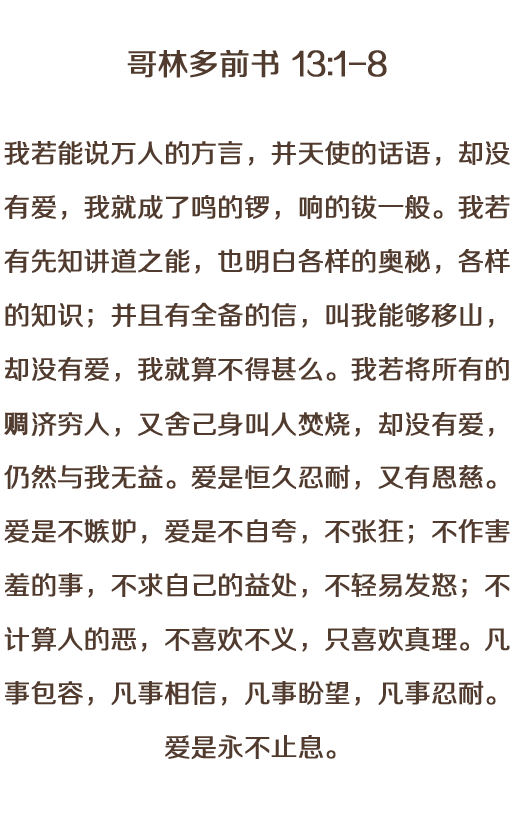 哥林多前书 13:1-8
我若能说万人的方言，并天使的话语，却没
有爱，我就成了鸣的锣，响的钹一般。我若
有先知讲道之能，也明白各样的奥秘，各样
的知识；并且有全备的信，叫我能够移山，
却没有爱，我就算不得甚么。我若将所有的
赒济穷人，又舍己身叫人焚烧，却没有爱，
仍然与我无益。爱是恒久忍耐，又有恩慈。
爱是不嫉妒，爱是不自夸，不张狂；不作害
羞的事，不求自己的益处，不轻易发怒；不
计算人的恶，不喜欢不义，只喜欢真理。凡
事包容，凡事相信，凡事盼望，凡事忍耐。
爱是永不止息。